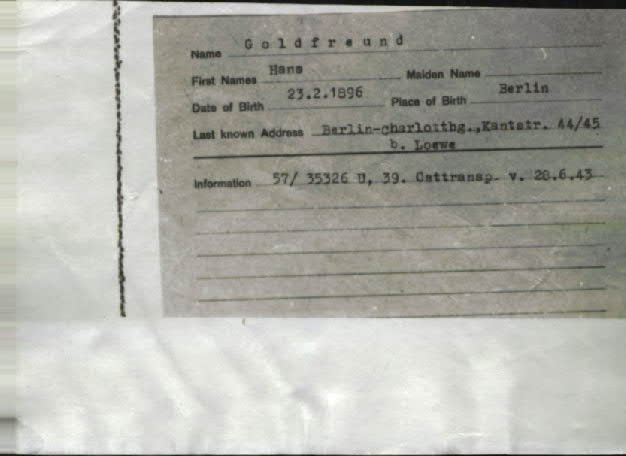 Name G o l d f r e u n d
First Names Hans Maiden Name
Date of Birth 23.2.1896 Place of Birth Berlin
Last known Address Berlin-charlottbg.,Kantstr. 44/45
b. Loewe
Information 57/ 35326 U, 39. Osttransp. v. 28.6.43